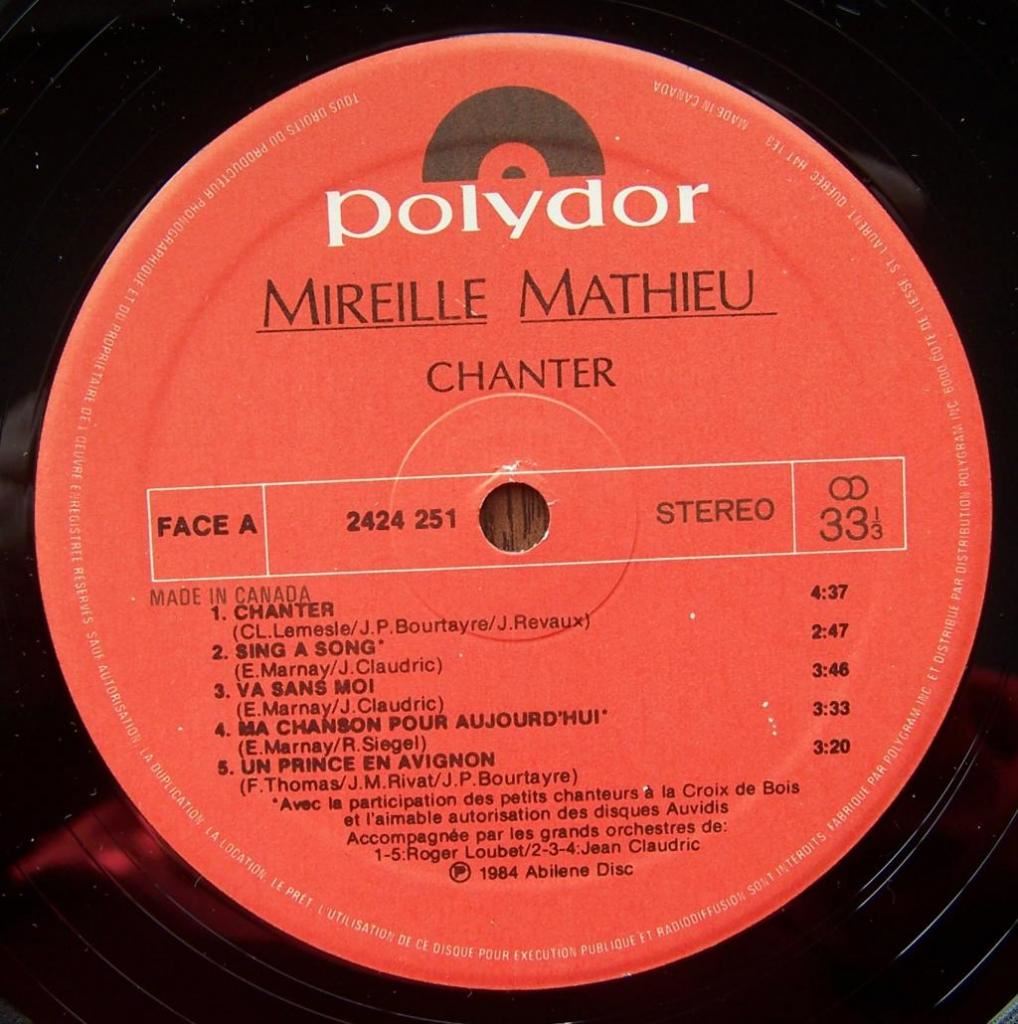 polydor
MIREILLE MATHIEU
CHANTER
FACE A
2424 251
STEREO
33⅓
MADE IN CANADA
1. CHANTER 4:37
(CL.Lemesle/J.P.Bourtayre/J.Revaux)
2. SING A SONG* 2:47
(E.Marnay/J.Claudric)
3. VA SANS MOI 3:46
(E.Marnay/J.Claudric)
4. MA CHANSON POUR AUJOURD'HUI* 3:33
(E.Marnay/R.Siegel)
5. UN PRINCE EN AVIGNON 3:20
(F.Thomas/J.M.Rivat/J.P.Bourtayre)
*Avec la participation des petits chanteurs à la Croix de Bois
et l'aimable autorisation des disques Auvidis
Accompagnée par les grands orchestres de:
1-5:Roger Loubet/2-3-4:Jean Claudric
℗ 1984 Abilene Disc
TOUS DROITS DU PRODUCTEUR PHONOGRAPHIQUE ET DU PROPRIETAIRE DE L'OEUVRE ENREGISTREE RESERVES. SAUF AUTORISATION, LA DUPLICATION, LA LOCATION, LE PRET, L'UTILISATION DE CE DISQUE POUR EXECUTION PUBLIQUE ET RADIODIFFUSION SONT INTERDITS. FABRIQUE PAR POLYGRAM INC. ET DISTRIBUE PAR DISTRIBUTION POLYGRAM INC. 6000 COTE DE LIESSE ST. LAURENT QUEBEC H4T 1E3 MADE IN CANADA